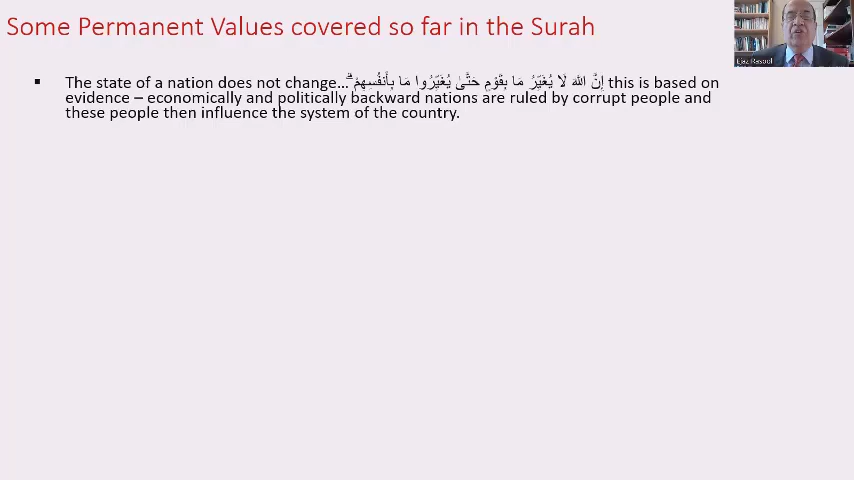 Some Permanent Values covered so far in the Surah
▪ The state of a nation does not change... إِنَّ اللَّهَ لَا يُغَيِّرُ مَا بِقَوْمٍ حَتَّىٰ يُغَيِّرُوا مَا بِأَنفُسِهِمْ ۗ this is based on
evidence – economically and politically backward nations are ruled by corrupt people and
these people then influence the system of the country.
Ejaz Rasool